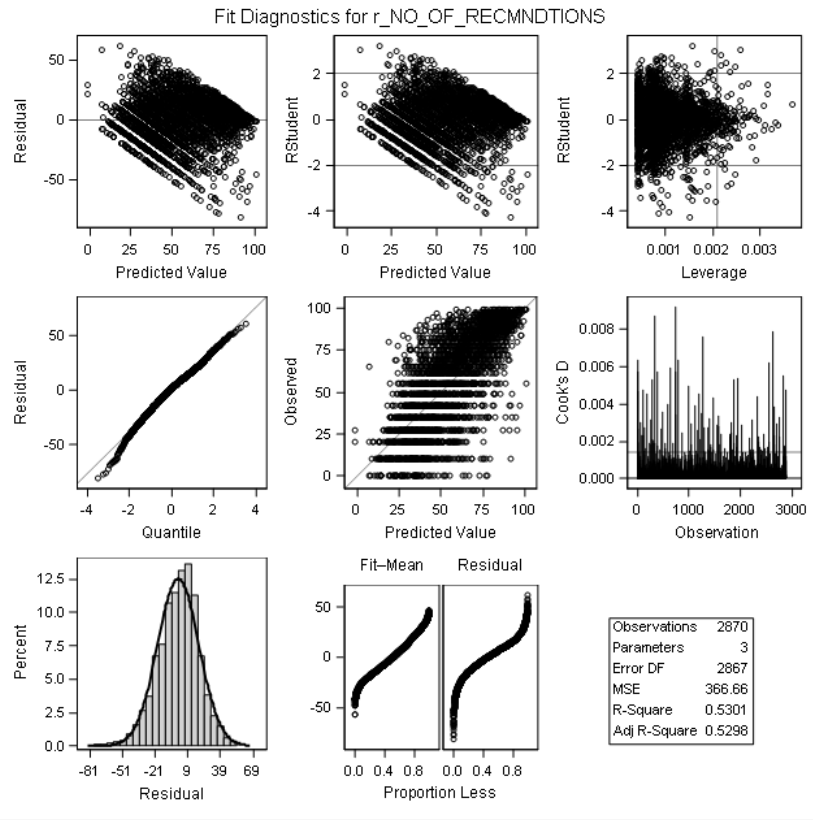 Fit Diagnostics for r_NO_OF_RECMNDTIONS
50
0
-50
0 25 50 75 100
Residual
Predicted Value
2
0
-2
-4
0 25 50 75 100
RStudent
Predicted Value
2
0
-2
-4
0.001 0.002 0.003
RStudent
Leverage
50
0
-50
-4 -2 0 2 4
Residual
Quantile
100
75
50
25
0
0 25 50 75 100
Observed
Predicted Value
0.008
0.006
0.004
0.002
0.000
0 1000 2000 3000
Cook's D
Observation
12.5
10.0
7.5
5.0
2.5
0.0
-81 -51 -21 9 39 69
Percent
Residual
Fit–Mean Residual
50
0
-50
0.0 0.4 0.8 0.0 0.4 0.8
Proportion Less
Observations 2870
Parameters 3
Error DF 2867
MSE 366.66
R-Square 0.5301
Adj R-Square 0.5298